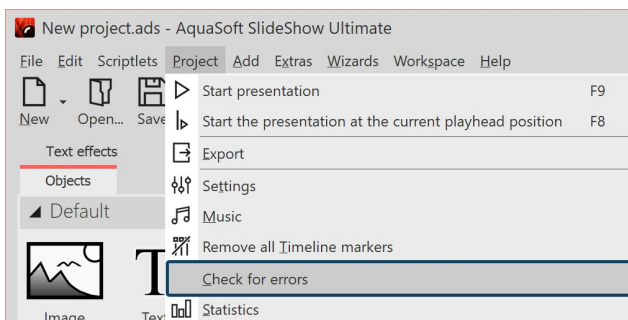 New project.ads - AquaSoft SlideShow Ultimate
File Edit Scriptlets Project Add Extras Wizards Workspace Help
New Open... Save
Start presentation F9
Start the presentation at the current playhead position F8
Text effects
Export
Objects
Settings
Default
Music
Remove all Timeline markers
Check for errors
Image
Statistics